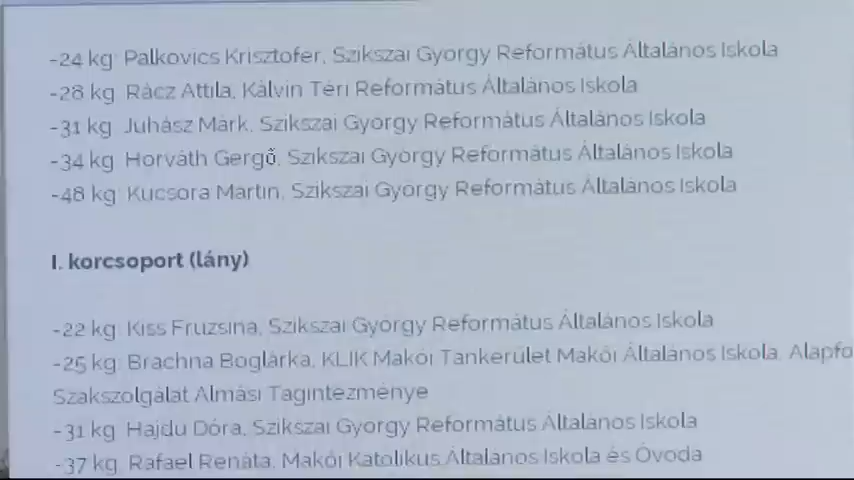 -24 kg: Palkovics Krisztofer, Szikszai György Református Általános Iskola
-28 kg: Rácz Attila, Kálvin Téri Református Általános Iskola
-31 kg: Juhász Márk, Szikszai György Református Általános Iskola
-34 kg: Horváth Gergő, Szikszai György Református Általános Iskola
-48 kg: Kucsora Martin, Szikszai György Református Általános Iskola
I. korcsoport (lány)
-22 kg: Kiss Fruzsina, Szikszai György Református Általános Iskola
-25 kg: Brachna Boglárka, KLIK Makói Tankerület Makói Általános Iskola, Alapfo
Szakszolgálat Almási Tagintézménye
-31 kg: Hajdu Dóra, Szikszai György Református Általános Iskola
-37 kg: Rafael Renáta, Makói Katolikus Általános Iskola és Óvoda